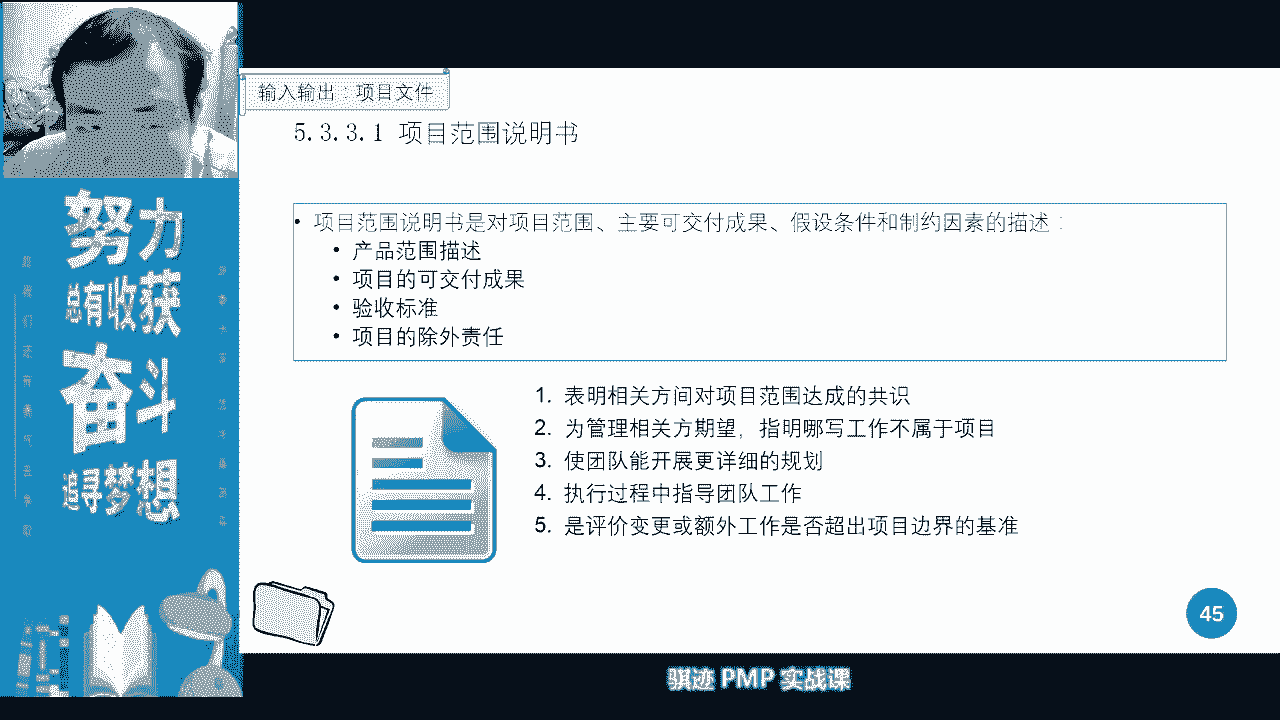 努力
总有收获
奋斗
追寻梦想
输入输出：项目文件
5.3.3.1 项目范围说明书
• 项目范围说明书是对项目范围、主要可交付成果、假设条件和制约因素的描述：
• 产品范围描述
• 项目的可交付成果
• 验收标准
• 项目的除外责任
1. 表明相关方间对项目范围达成的共识
2. 为管理相关方期望，指明哪写工作不属于项目
3. 使团队能开展更详细的规划
4. 执行过程中指导团队工作
5. 是评价变更或额外工作是否超出项目边界的基准
45
骐迹 PMP 实战课